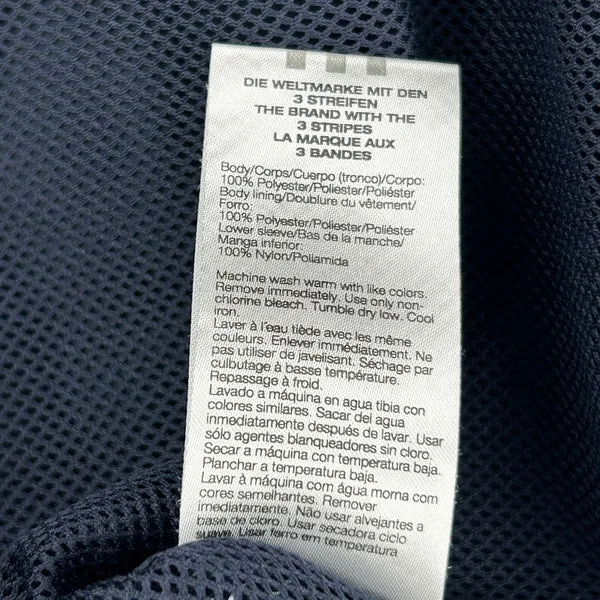 DIE WELTMARKE MIT DEN
3 STREIFEN
THE BRAND WITH THE
3 STRIPES
LA MARQUE AUX
3 BANDES
Body/Corps/Cuerpo (tronco)/Corpo:
100% Polyester/Poliester/Poliéster
Body lining/Doublure du vêtement/
Forro:
100% Polyester/Poliester/Poliéster
Lower sleeve/Bas de la manche/
Manga inferior:
100% Nylon/Poliamida
Machine wash warm with like colors.
Remove immediately. Use only non-
chlorine bleach. Tumble dry low. Cool
iron.
Laver à l'eau tiède avec les même
couleurs. Enlever immédiatement. Ne
pas utiliser de javelisant. Séchage par
culbutage à basse température.
Repassage à froid.
Lavado a máquina en agua tibia con
colores similares. Sacar del agua
inmediatamente después de lavar. Usar
sólo agentes blanqueadores sin cloro.
Secar a máquina con temperatura baja.
Planchar a temperatura baja.
Lavar à máquina com água morna com
cores semelhantes. Remover
imediatamente. Não usar alvejantes a
base de cloro. Usar secadora ciclo
suave. Usar ferro em temperatura